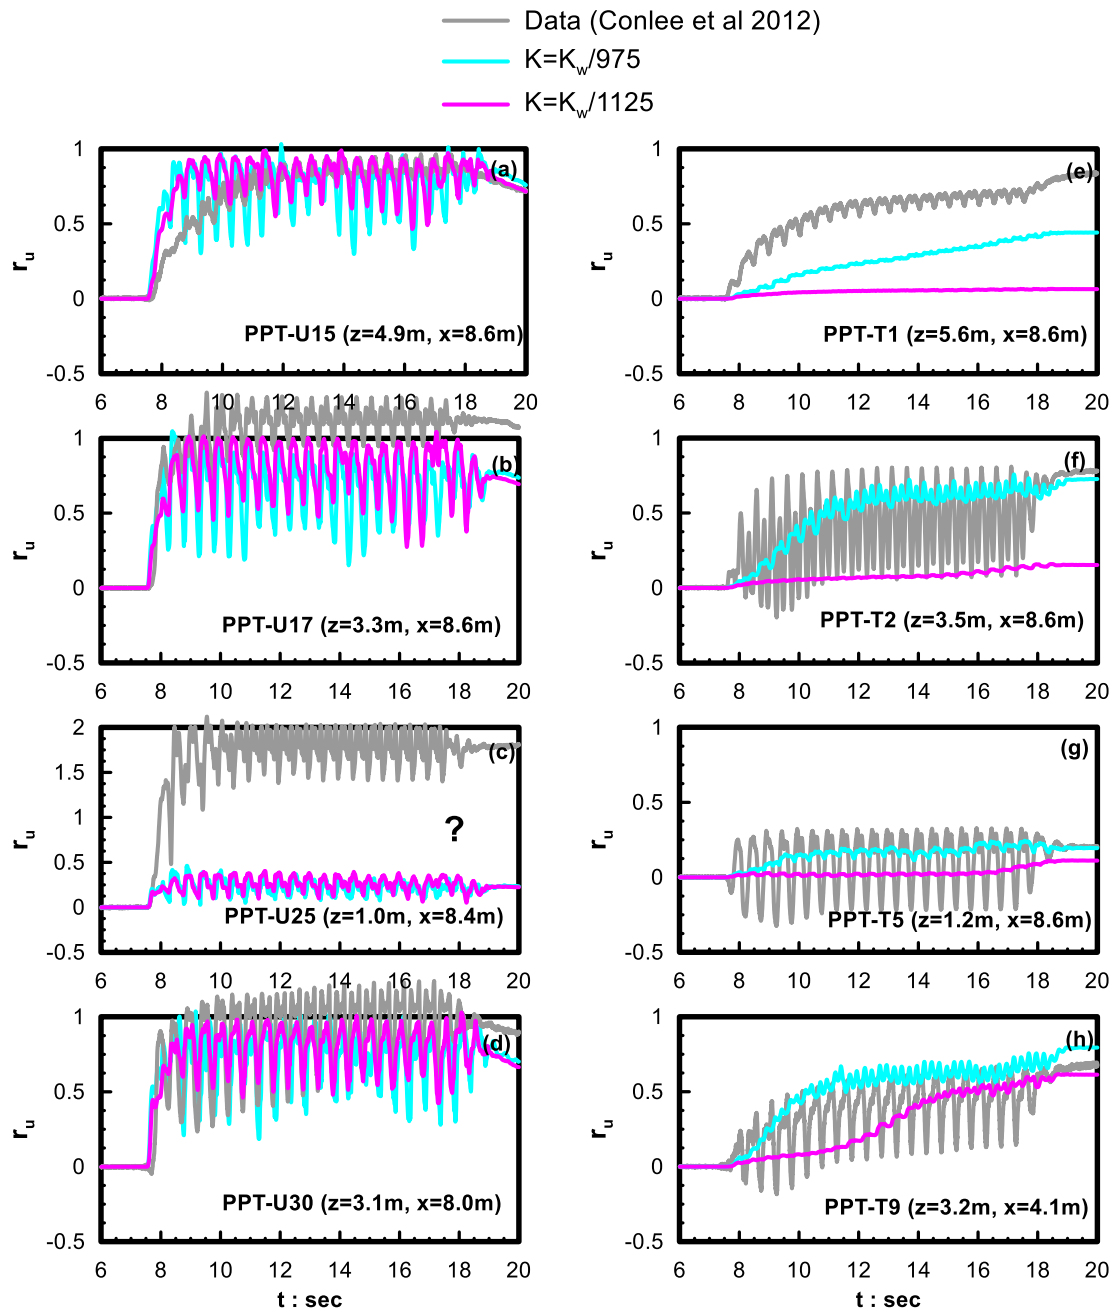 Data (Conlee et al 2012)
K=Kw/975
K=Kw/1125
1
0.5
0
-0.5
ru
(a)
PPT-U15 (z=4.9m, x=8.6m)
6 8 10 12 14 16 18 20
1
0.5
0
-0.5
ru
(e)
PPT-T1 (z=5.6m, x=8.6m)
6 8 10 12 14 16 18 20
1
0.5
0
-0.5
ru
(b)
PPT-U17 (z=3.3m, x=8.6m)
6 8 10 12 14 16 18 20
1
0.5
0
-0.5
ru
(f)
PPT-T2 (z=3.5m, x=8.6m)
6 8 10 12 14 16 18 20
2
1.5
2
0.5
0
-0.5
ru
(c)
?
PPT-U25 (z=1.0m, x=8.4m)
6 8 10 12 14 16 18 20
1
0.5
0
-0.5
ru
(g)
PPT-T5 (z=1.2m, x=8.6m)
6 8 10 12 14 16 18 20
1
0.5
0
-0.5
ru
(d)
PPT-U30 (z=3.1m, x=8.0m)
6 8 10 12 14 16 18 20
t : sec
1
0.5
0
-0.5
ru
(h)
PPT-T9 (z=3.2m, x=4.1m)
6 8 10 12 14 16 18 20
t : sec